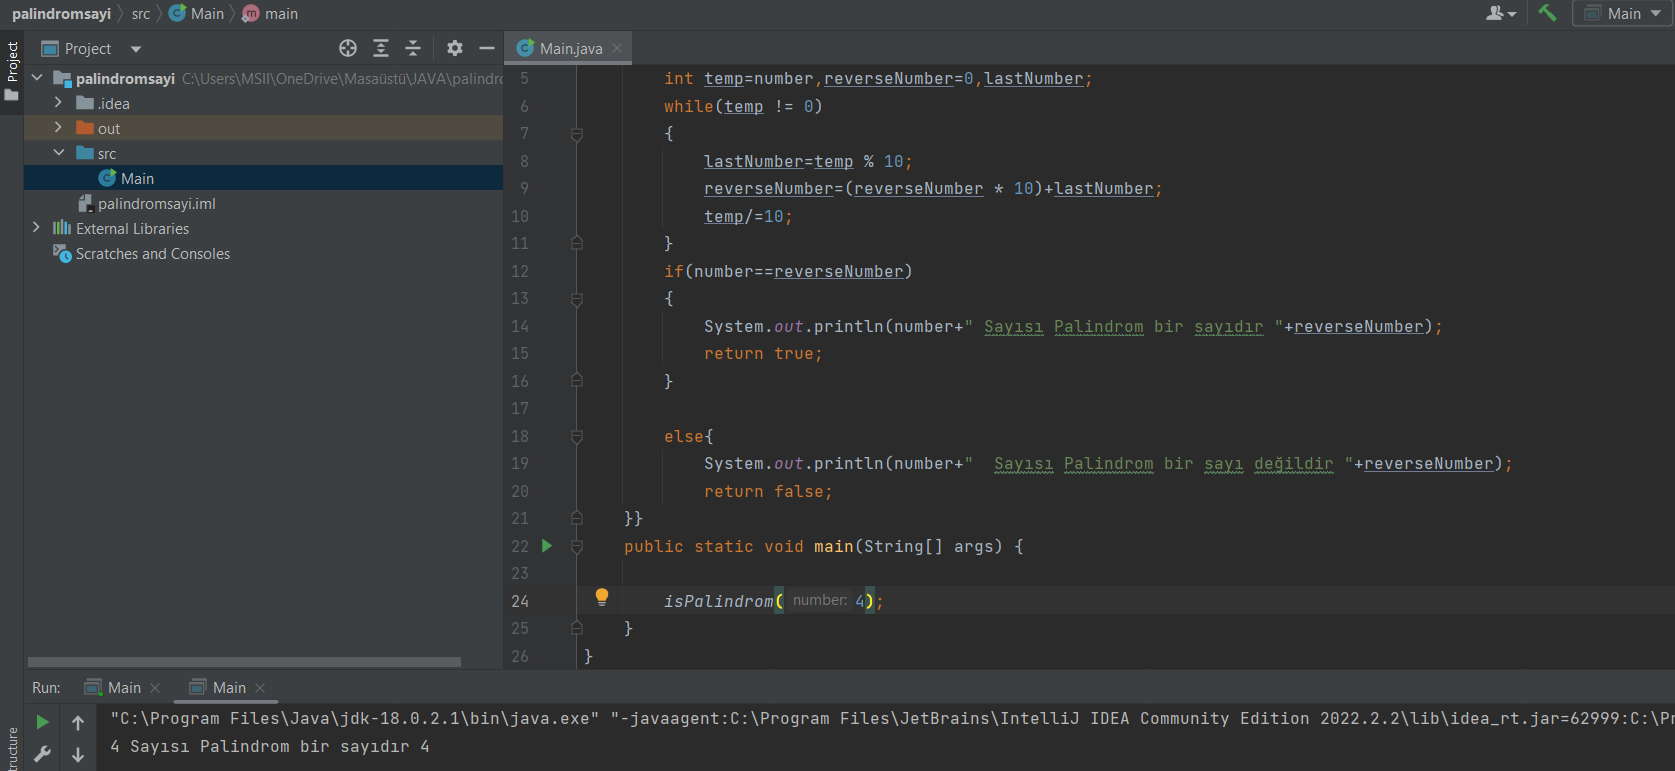 palindromsayi src Main main Main
Project
Project
Main.java
palindromsayi C:\Users\MSII\OneDrive\Masaüstü\JAVA\palindro
.idea
out
src
Main
palindromsayi.iml
External Libraries
Scratches and Consoles
5 int temp=number,reverseNumber=0,lastNumber;
6 while(temp != 0)
7 {
8 lastNumber=temp % 10;
9 reverseNumber=(reverseNumber * 10)+lastNumber;
10 temp/=10;
11 }
12 if(number==reverseNumber)
13 {
14 System.out.println(number+" Sayısı Palindrom bir sayıdır "+reverseNumber);
15 return true;
16 }
17
18 else{
19 System.out.println(number+"  Sayısı Palindrom bir sayı değildir "+reverseNumber);
20 return false;
21 }}
22 public static void main(String[] args) {
23
24 isPalindrom( number: 4);
25 }
26 }
Run: Main Main
"C:\Program Files\Java\jdk-18.0.2.1\bin\java.exe" "-javaagent:C:\Program Files\JetBrains\IntelliJ IDEA Community Edition 2022.2.2\lib\idea_rt.jar=62999:C:\Pr
4 Sayısı Palindrom bir sayıdır 4